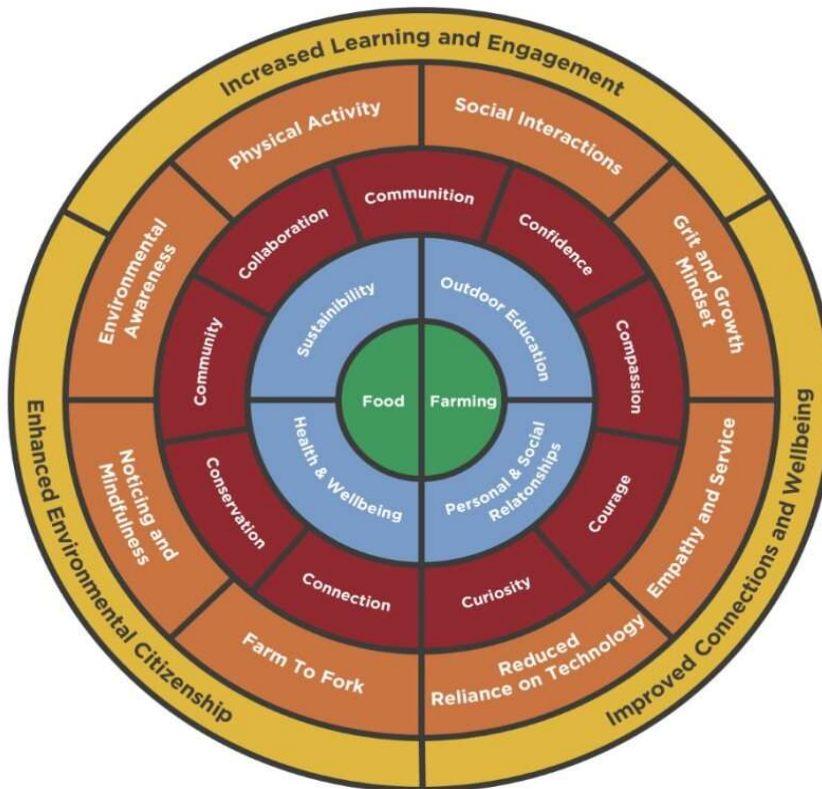 Increased Learning and Engagement
Physical Activity
Social Interactions
Grit and Growth
Mindset
Empathy and Service
Reduced
Reliance on Technology
Farm To Fork
Noticing and
Mindfulness
Environmental
Awareness
Communition
Confidence
Compassion
Courage
Curiosity
Connection
Conservation
Community
Collaboration
Sustainibility
Outdoor Education
Personal & Social
Relatonships
Health & Wellbeing
Food
Farming
Enhanced Environmental Citizenship
Improved Connections and Wellbeing